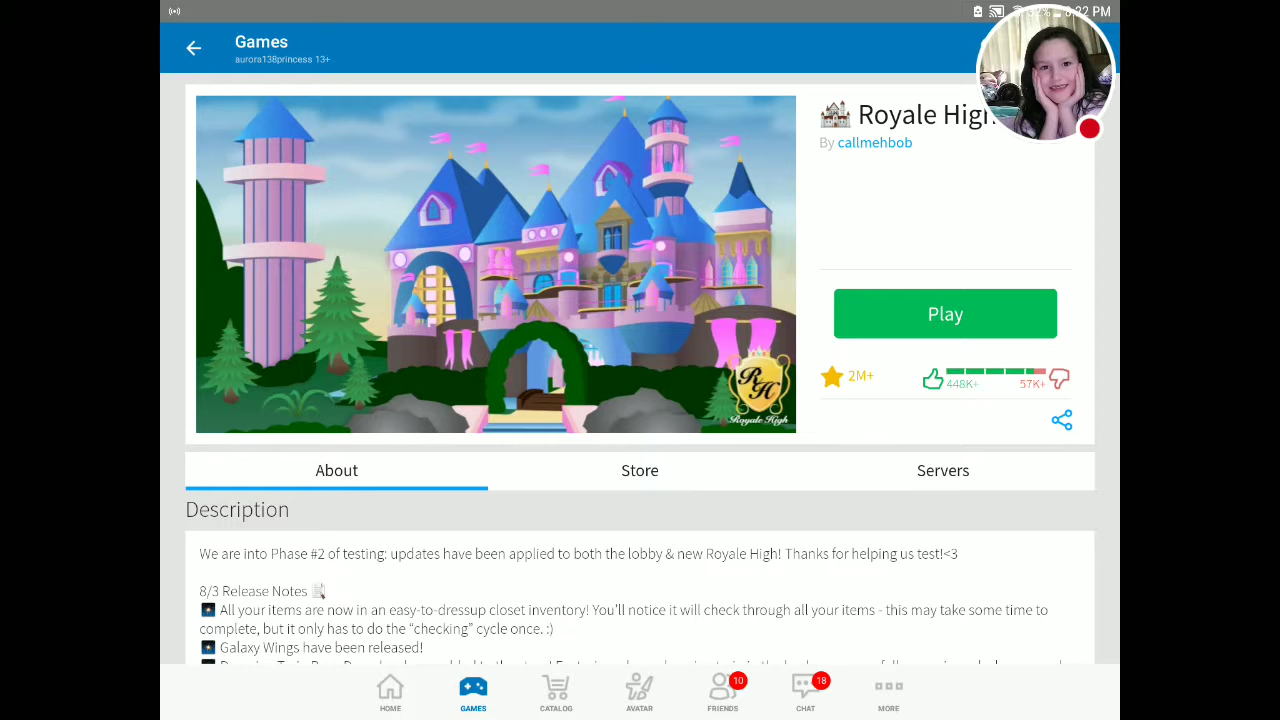 Games
aurora138princess 13+
Royale High
By callmehbob
Play
2M+
448K+
57K+
RH
Royale High
About
Store
Servers
Description
We are into Phase #2 of testing: updates have been applied to both the lobby & new Royale High! Thanks for helping us test!<3
8/3 Release Notes
All your items are now in an easy-to-dressup closet inventory! You'll notice it will check through all your items - this may take some time to
complete, but it only has to do the “checking” cycle once. :)
Galaxy Wings have been released!
10
18
HOME
GAMES
CATALOG
AVATAR
FRIENDS
CHAT
MORE